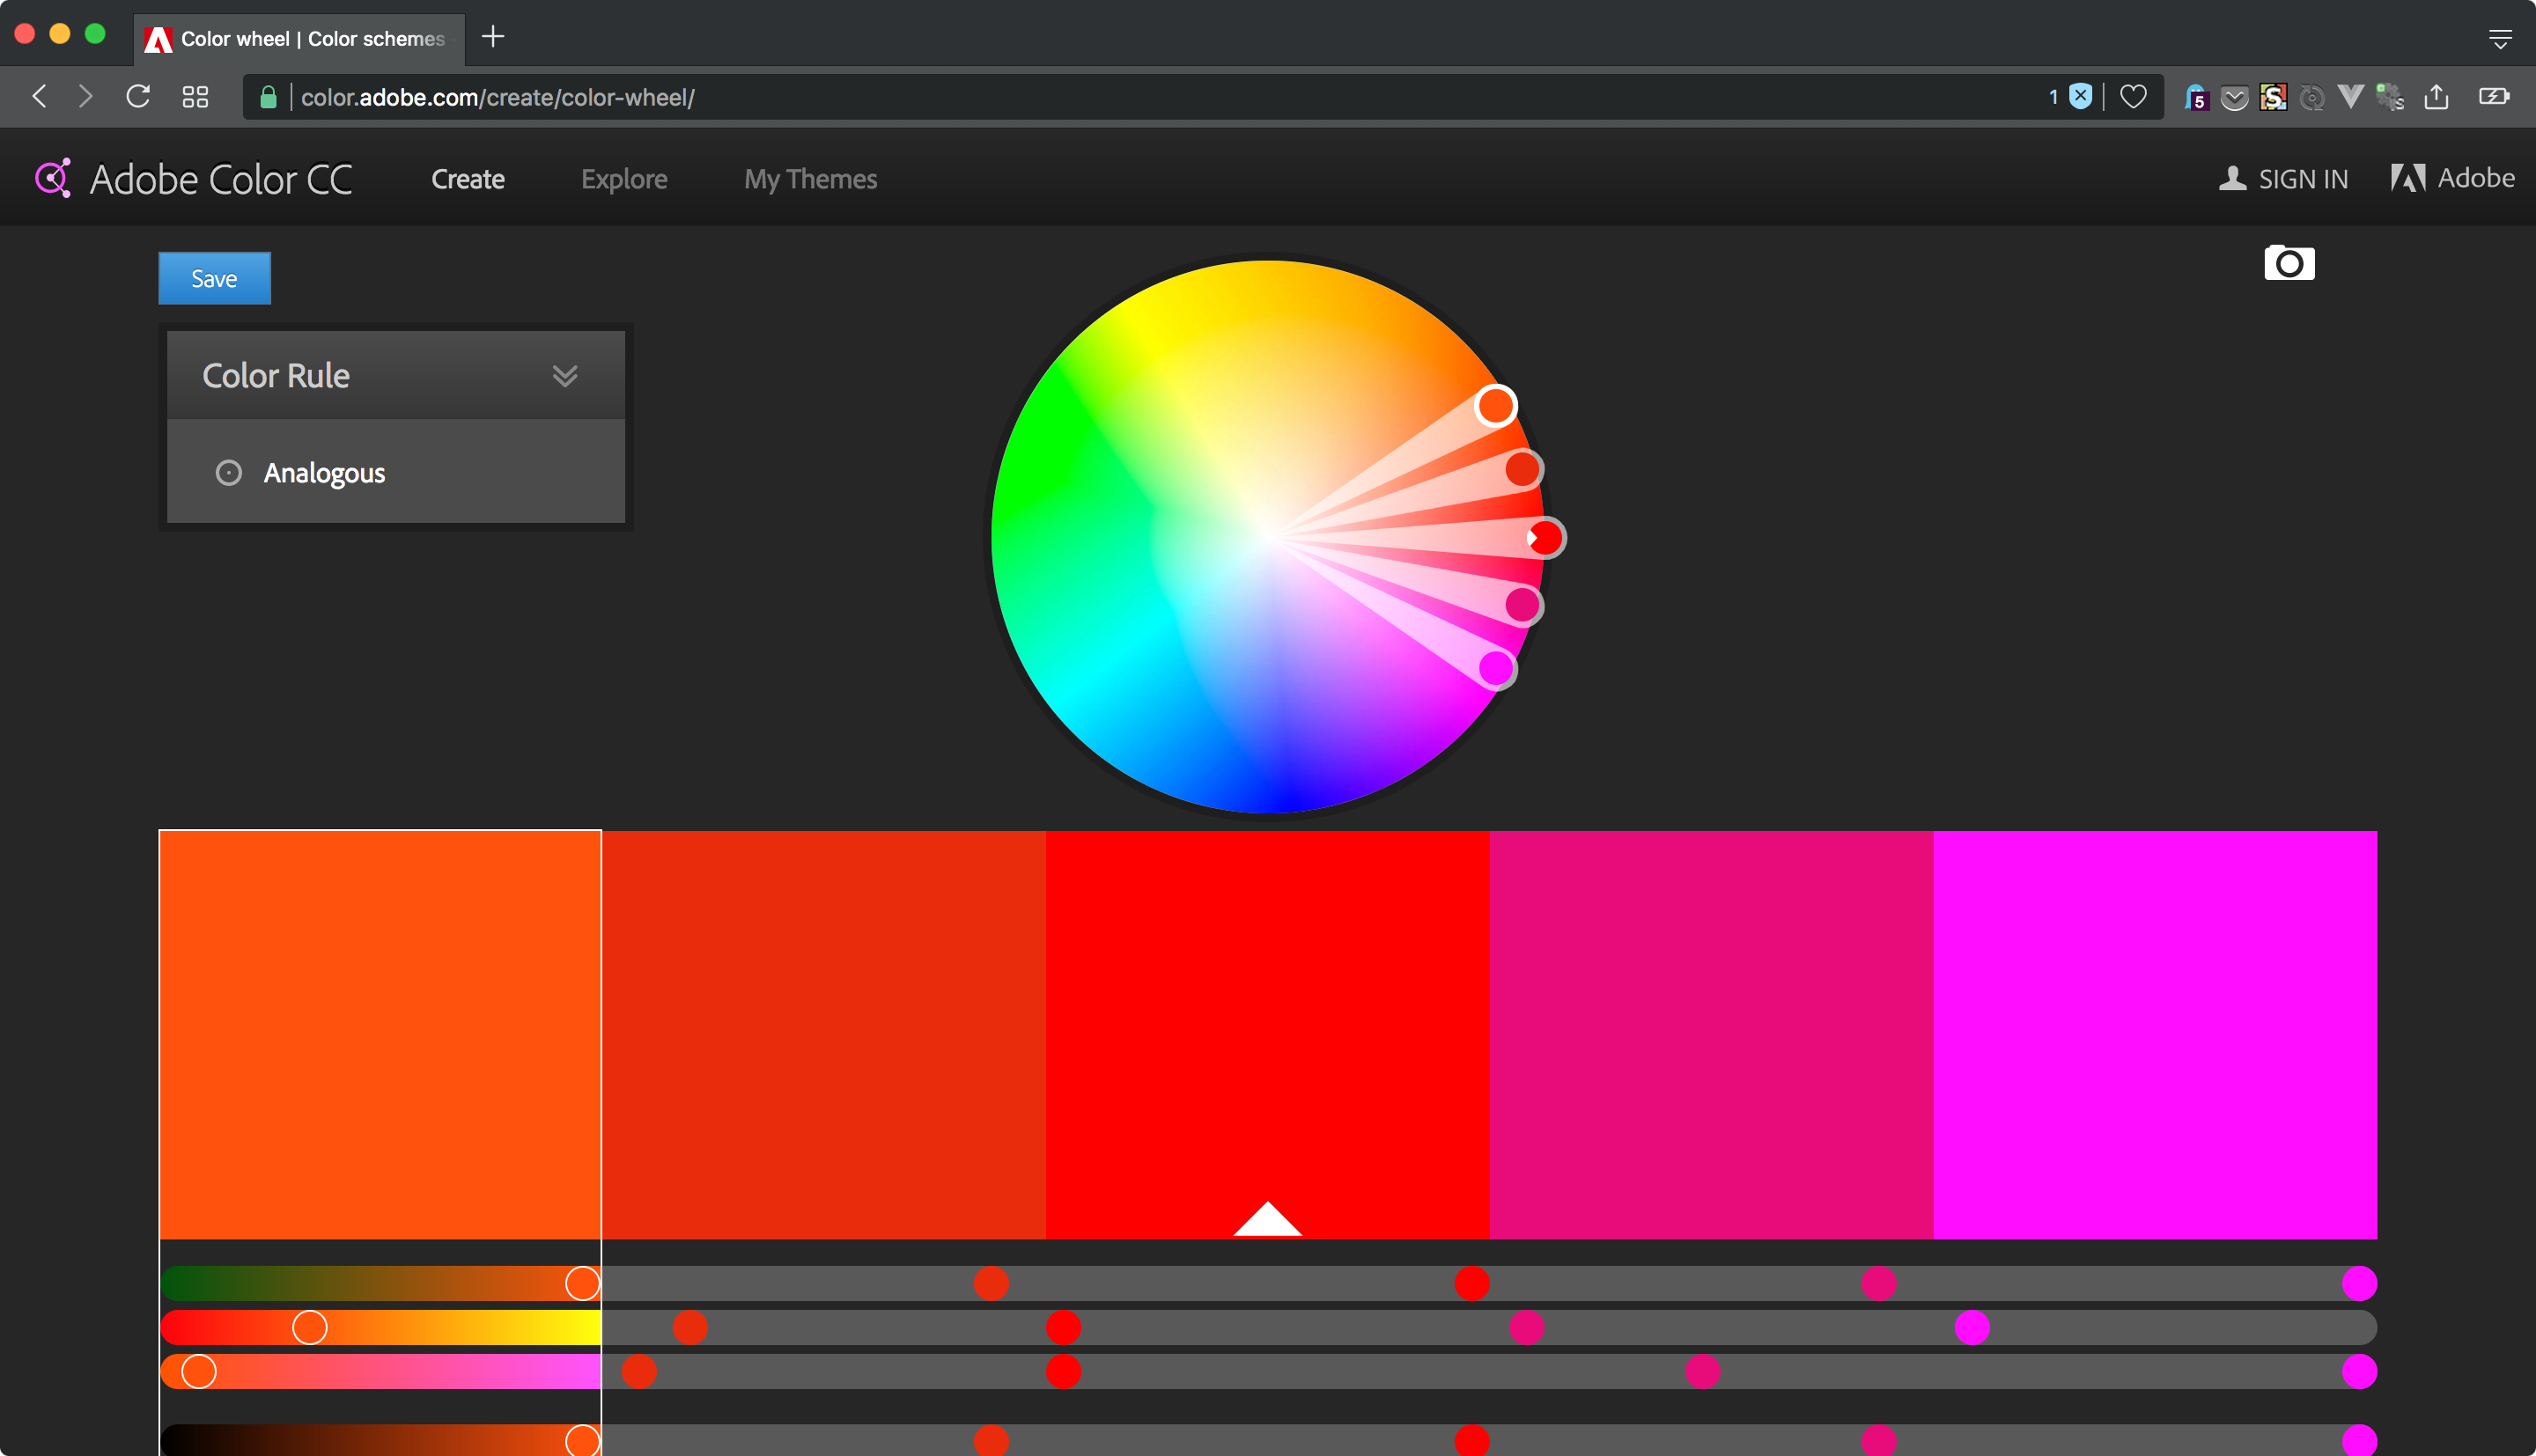 Color wheel | Color schemes
color.adobe.com/create/color-wheel/
1
5
S
s
Adobe Color CC
Create
Explore
My Themes
SIGN IN
Adobe
Save
Color Rule
Analogous